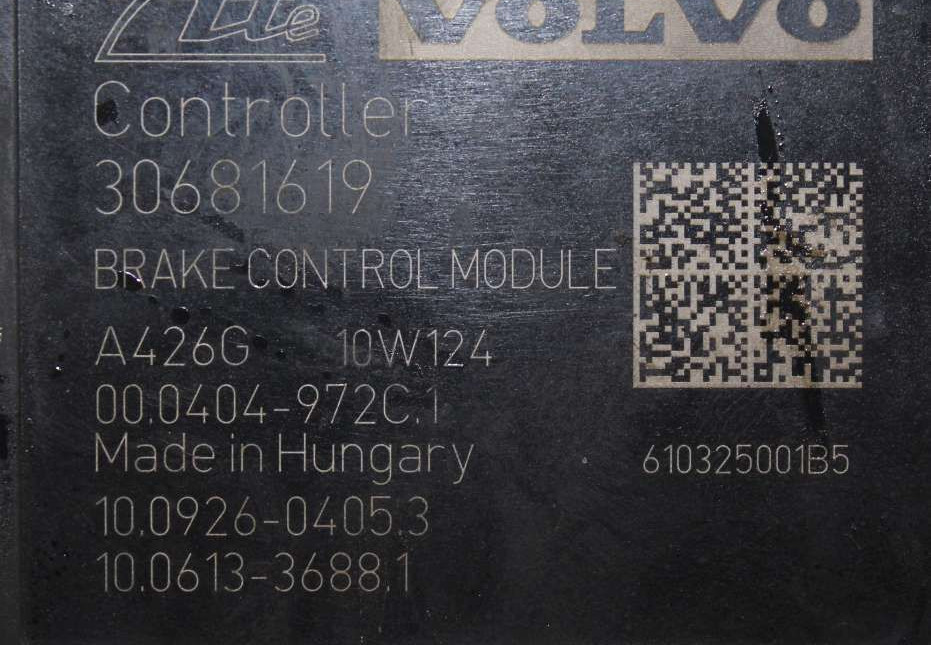 Ate VOLVO
Controller
30681619
BRAKE CONTROL MODULE
A426G 10W124
00.0404-972C.1
Made in Hungary
610325001B5
10.0926-0405.3
10.0613-3688.1